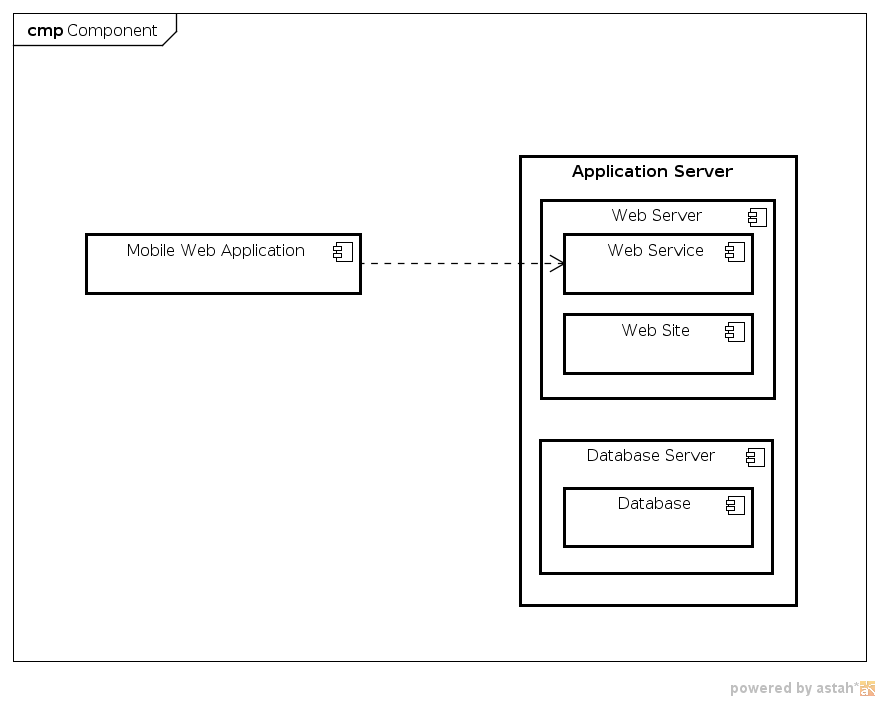 cmp Component
Application Server
Web Server
Mobile Web Application
Web Service
Web Site
Database Server
Database
powered by astah*